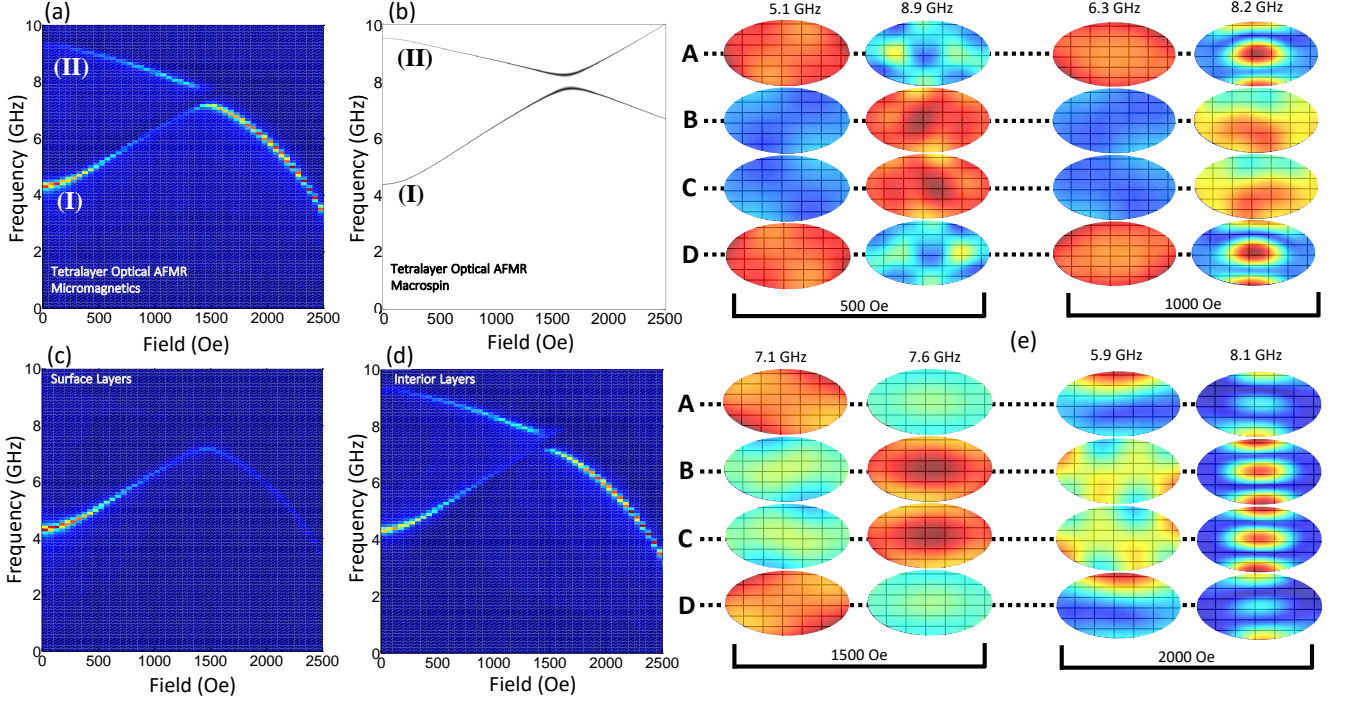 (a)
10
8
6
4
2
0
Frequency (GHz)
(II)
(I)
Tetralayer Optical AFMR
Micromagnetics
0 500 1000 1500 2000 2500
Field (Oe)
(b)
10
8
6
4
2
0
Frequency (GHz)
(II)
(I)
Tetralayer Optical AFMR
Macrospin
0 500 1000 1500 2000 2500
Field (Oe)
(c)
10
8
6
4
2
0
Frequency (GHz)
Surface Layers
0 500 1000 1500 2000 2500
Field (Oe)
(d)
10
8
6
4
2
0
Frequency (GHz)
Interior Layers
0 500 1000 1500 2000 2500
Field (Oe)
5.1 GHz 8.9 GHz 6.3 GHz 8.2 GHz
A
B
C
D
500 Oe 1000 Oe
(e)
7.1 GHz 7.6 GHz 5.9 GHz 8.1 GHz
A
B
C
D
1500 Oe 2000 Oe